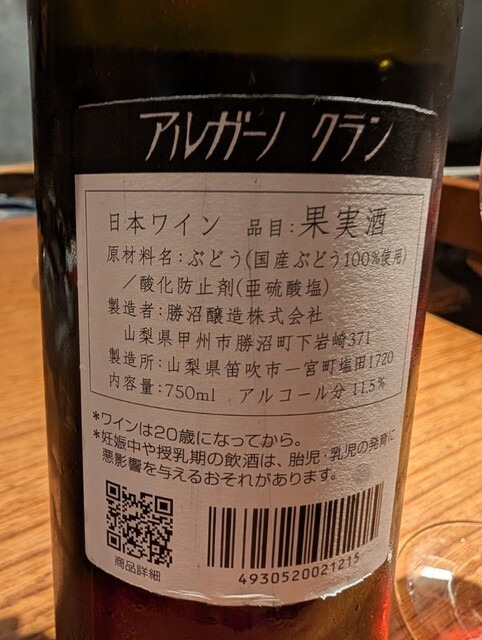 アルガーノ クラン
日本ワイン 品目：果実酒
原材料名：ぶどう(国産ぶどう100%使用)
／酸化防止剤(亜硫酸塩)
製造者：勝沼醸造株式会社
山梨県甲州市勝沼町下岩崎371
製造所：山梨県笛吹市一宮町塩田1720
内容量：750ml アルコール分 11.5%
*ワインは20歳になってから。
*妊娠中や授乳期の飲酒は、胎児・乳児の発育に
悪影響を与えるおそれがあります。
商品詳細
4930520021215